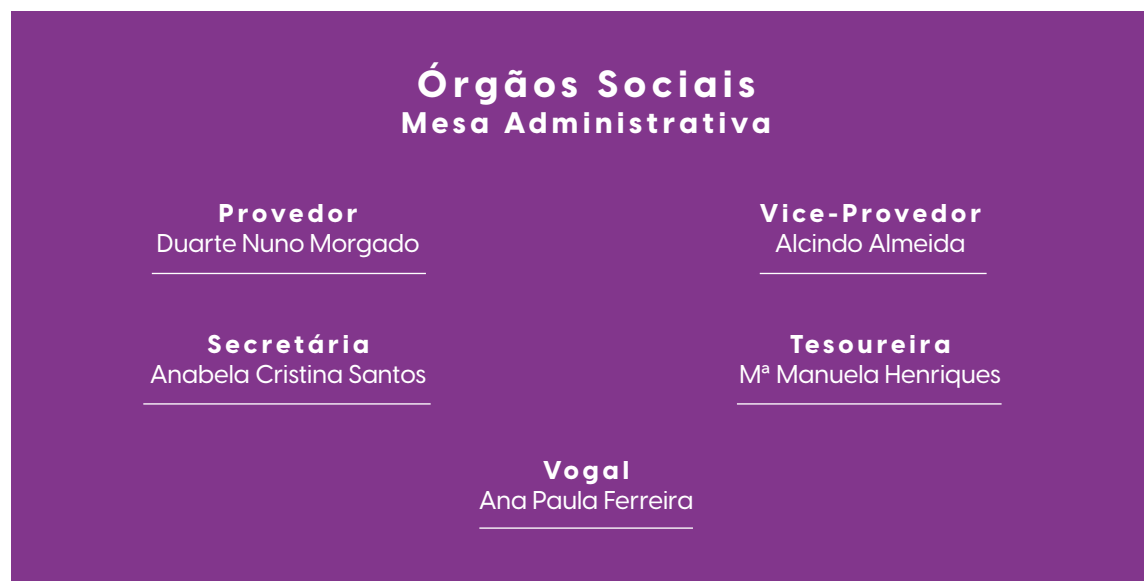 Órgãos Sociais
Mesa Administrativa
Provedor
Duarte Nuno Morgado
Vice-Provedor
Alcindo Almeida
Secretária
Anabela Cristina Santos
Tesoureira
Mª Manuela Henriques
Vogal
Ana Paula Ferreira